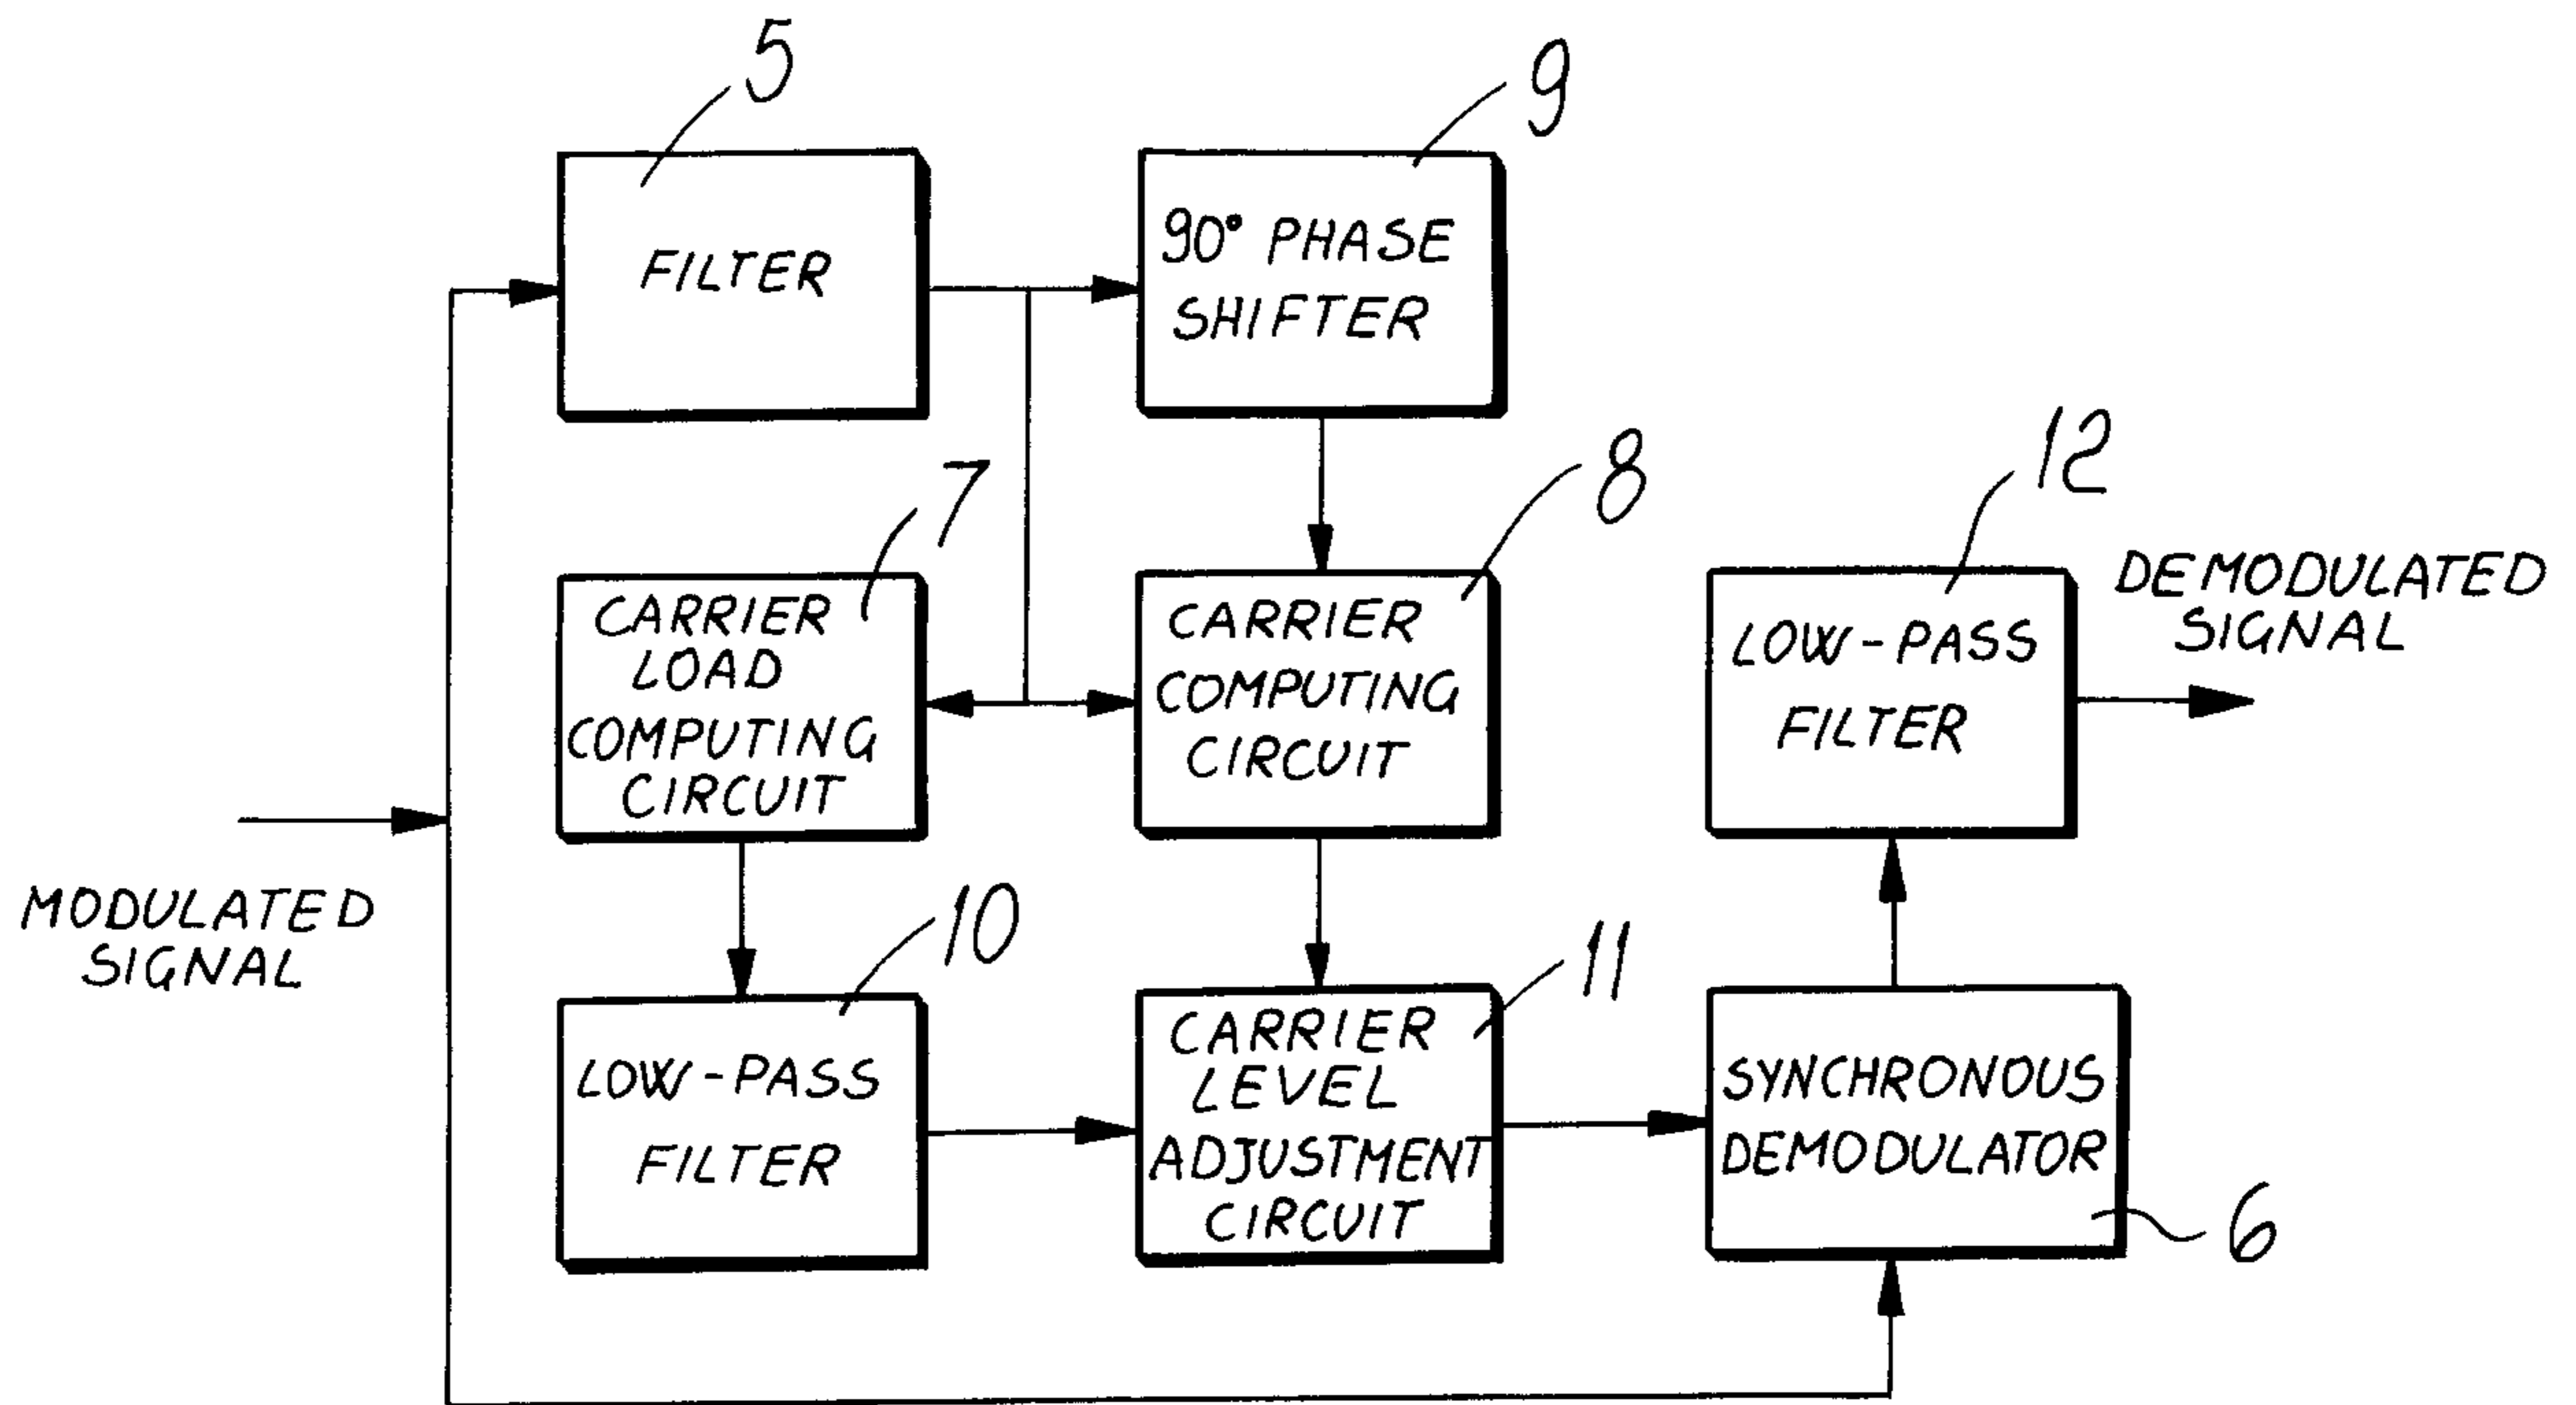 5
9
FILTER
90° PHASE
SHIFTER
7
8
12
CARRIER
LOAD
COMPUTING
CIRCUIT
CARRIER
COMPUTING
CIRCUIT
LOW-PASS
FILTER
DEMODULATED
SIGNAL
MODULATED
SIGNAL
10
11
LOW-PASS
FILTER
CARRIER
LEVEL
ADJUSTMENT
CIRCUIT
SYNCHRONOUS
DEMODULATOR
6